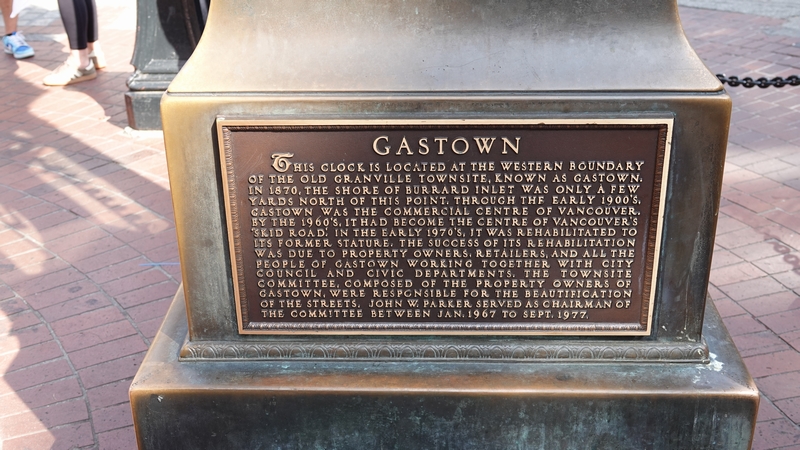 GASTOWN
THIS CLOCK IS LOCATED AT THE WESTERN BOUNDARY
OF THE OLD GRANVILLE TOWNSITE, KNOWN AS GASTOWN.
IN 1870, THE SHORE OF BURRARD INLET WAS ONLY A FEW
YARDS NORTH OF THIS POINT. THROUGH THE EARLY 1900'S,
GASTOWN WAS THE COMMERCIAL CENTRE OF VANCOUVER.
BY THE 1960'S, IT HAD BECOME THE CENTRE OF VANCOUVER'S
'SKID ROAD'. IN THE EARLY 1970'S, IT WAS REHABILITATED TO
ITS FORMER STATURE. THE SUCCESS OF ITS REHABILITATION
WAS DUE TO PROPERTY OWNERS, RETAILERS, AND ALL THE
PEOPLE OF GASTOWN WORKING TOGETHER WITH CITY
COUNCIL AND CIVIC DEPARTMENTS. THE TOWNSITE
COMMITTEE, COMPOSED OF THE PROPERTY OWNERS OF
GASTOWN, WERE RESPONSIBLE FOR THE BEAUTIFICATION
OF THE STREETS. JOHN W. PARKER SERVED AS CHAIRMAN OF
THE COMMITTEE BETWEEN JAN. 1967 TO SEPT. 1977.